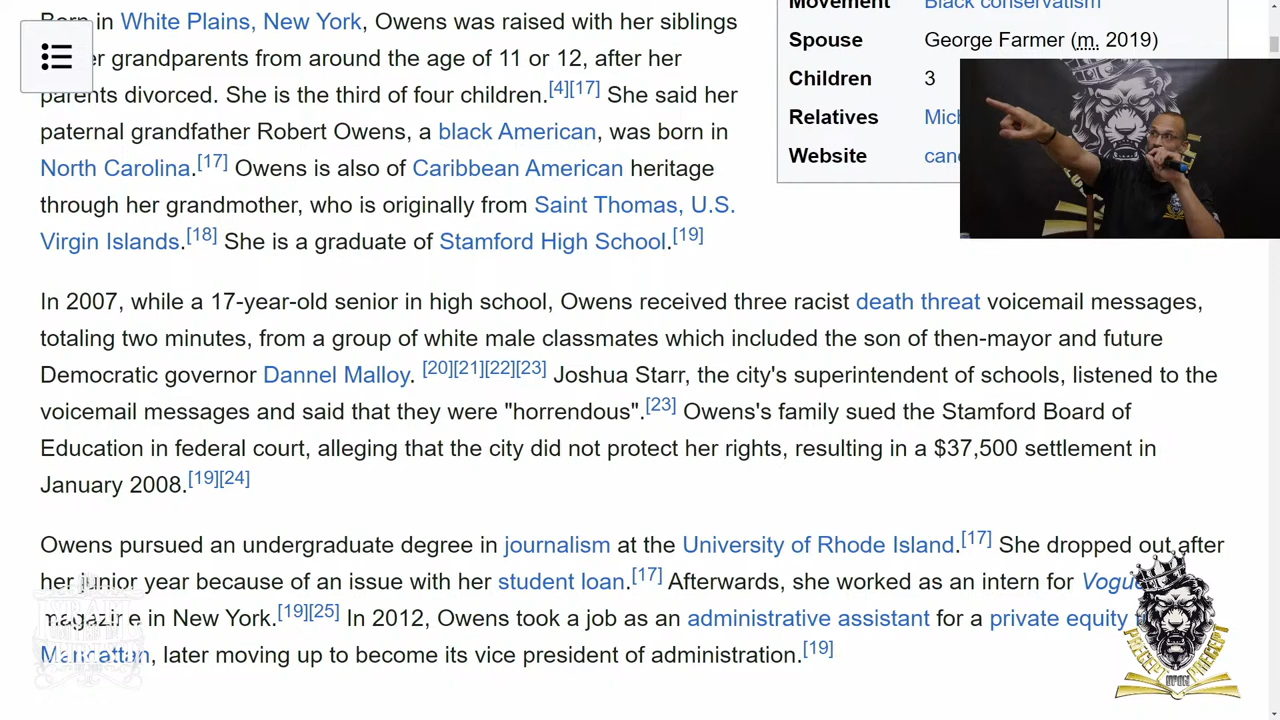 Born in White Plains, New York, Owens was raised with her siblings
er grandparents from around the age of 11 or 12, after her
parents divorced. She is the third of four children.[4][17] She said her
paternal grandfather Robert Owens, a black American, was born in
North Carolina.[17] Owens is also of Caribbean American heritage
through her grandmother, who is originally from Saint Thomas, U.S.
Virgin Islands.[18] She is a graduate of Stamford High School.[19]
Movement Black conservatism
Spouse George Farmer (m. 2019)
Children 3
Relatives Mich
Website can
In 2007, while a 17-year-old senior in high school, Owens received three racist death threat voicemail messages,
totaling two minutes, from a group of white male classmates which included the son of then-mayor and future
Democratic governor Dannel Malloy. [20][21][22][23] Joshua Starr, the city's superintendent of schools, listened to the
voicemail messages and said that they were "horrendous".[23] Owens's family sued the Stamford Board of
Education in federal court, alleging that the city did not protect her rights, resulting in a $37,500 settlement in
January 2008.[19][24]
Owens pursued an undergraduate degree in journalism at the University of Rhode Island.[17] She dropped out after
her junior year because of an issue with her student loan.[17] Afterwards, she worked as an intern for Vogue
magazine in New York.[19][25] In 2012, Owens took a job as an administrative assistant for a private equity
Manhattan, later moving up to become its vice president of administration.[19]
PRECEPT UPON PRECEPT